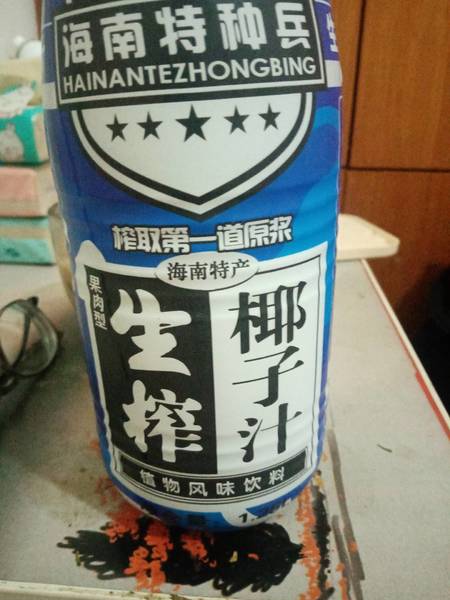 海南特种兵
HAINANTEZHONGBING
榨取第一道原浆
海南特产
果肉型
生榨
椰子汁
植物风味饮料